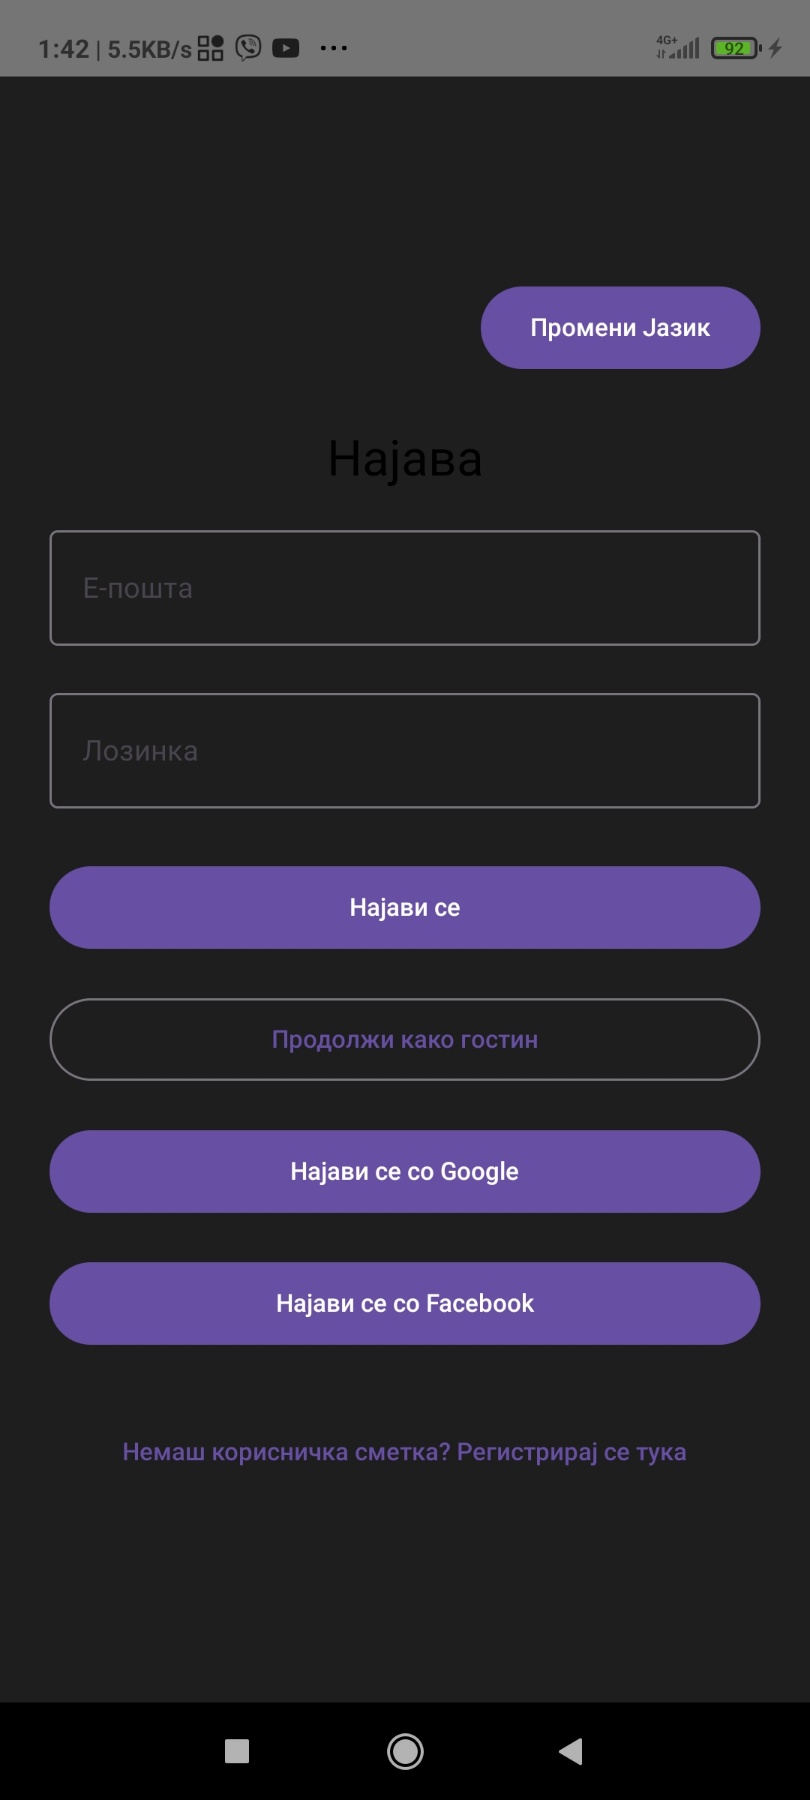 1:42 | 5.5KB/s
4G+
92
Промени Јазик
Најава
Е-пошта
Лозинка
Најави се
Продолжи како гостин
Најави се со Google
Најави се со Facebook
Немаш корисничка сметка? Регистрирај се тука